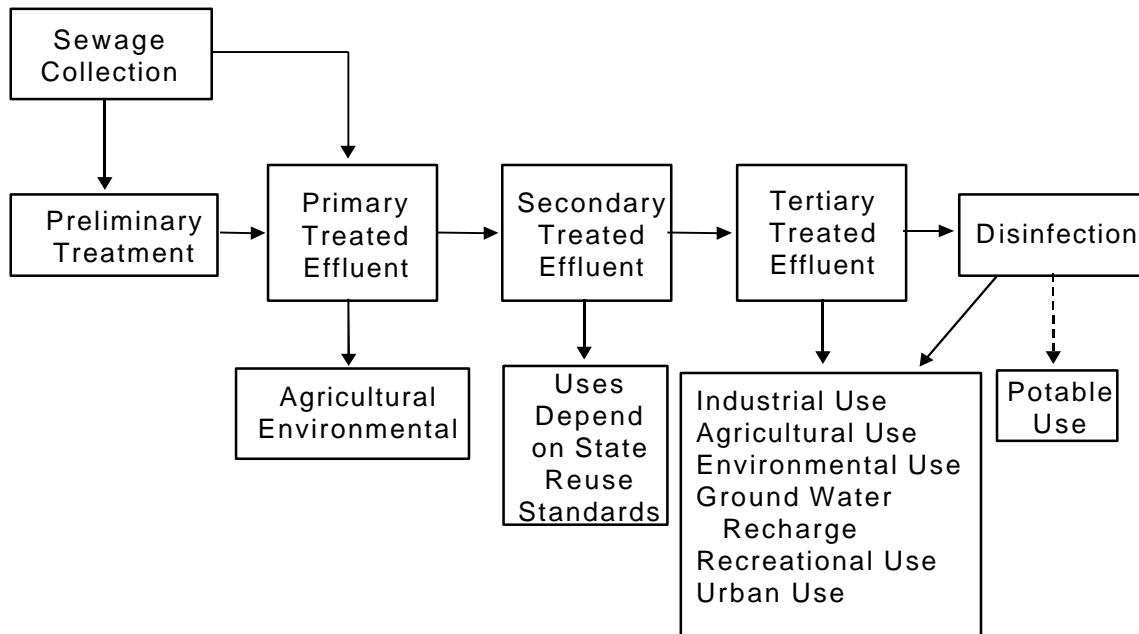 Sewage
Collection
Preliminary
Treatment
Primary
Treated
Effluent
Secondary
Treated
Effluent
Tertiary
Treated
Effluent
Disinfection
Agricultural
Environmental
Uses
Depend
on State
Reuse
Standards
Industrial Use
Agricultural Use
Environmental Use
Ground Water
Recharge
Recreational Use
Urban Use
Potable
Use